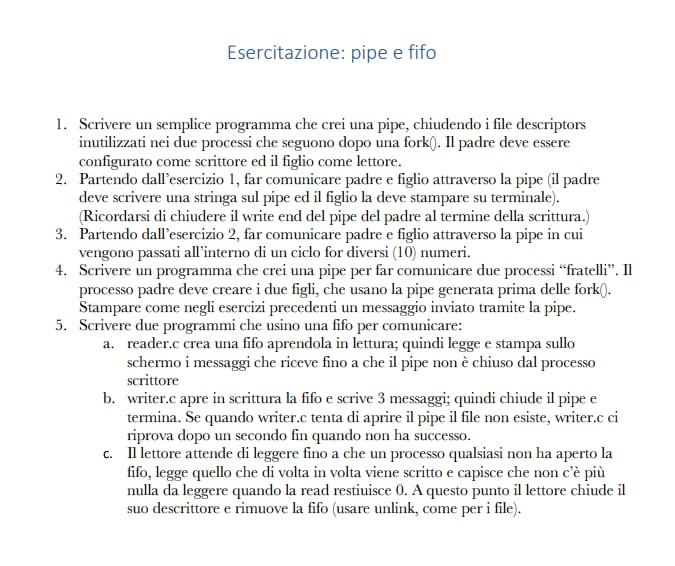 Esercitazione: pipe e fifo
1. Scrivere un semplice programma che crei una pipe, chiudendo i file descriptors
inutilizzati nei due processi che seguono dopo una fork(). Il padre deve essere
configurato come scrittore ed il figlio come lettore.
2. Partendo dall'esercizio 1, far comunicare padre e figlio attraverso la pipe (il padre
deve scrivere una stringa sul pipe ed il figlio la deve stampare su terminale).
(Ricordarsi di chiudere il write end del pipe del padre al termine della scrittura.)
3. Partendo dall'esercizio 2, far comunicare padre e figlio attraverso la pipe in cui
vengono passati all'interno di un ciclo for diversi (10) numeri.
4. Scrivere un programma che crei una pipe per far comunicare due processi “fratelli”. Il
processo padre deve creare i due figli, che usano la pipe generata prima delle fork().
Stampare come negli esercizi precedenti un messaggio inviato tramite la pipe.
5. Scrivere due programmi che usino una fifo per comunicare:
a. reader.c crea una fifo aprendola in lettura; quindi legge e stampa sullo
schermo i messaggi che riceve fino a che il pipe non è chiuso dal processo
scrittore
b. writer.c apre in scrittura la fifo e scrive 3 messaggi; quindi chiude il pipe e
termina. Se quando writer.c tenta di aprire il pipe il file non esiste, writer.c ci
riprova dopo un secondo fin quando non ha successo.
c. Il lettore attende di leggere fino a che un processo qualsiasi non ha aperto la
fifo, legge quello che di volta in volta viene scritto e capisce che non c'è più
nulla da leggere quando la read restiuisce 0. A questo punto il lettore chiude il
suo descrittore e rimuove la fifo (usare unlink, come per i file).